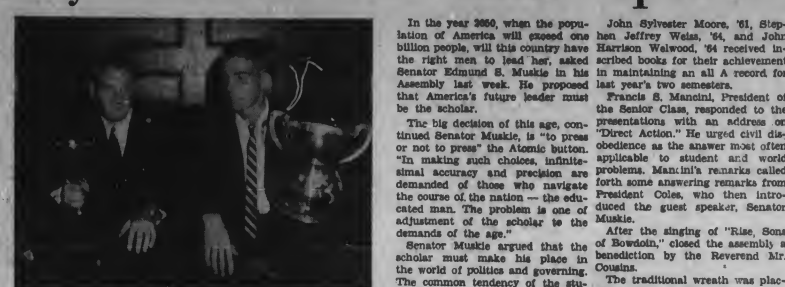 In the year 2060, when the popu-
lation of America will exceed one
billion people, will this country have
the right men to lead her, asked
Senator Edmund S. Muskie in his
Assembly last week. He proposed
that America's future leader must
be the scholar.
The big decision of this age, con-
tinued Senator Muskie, is "to press
or not to press" the Atomic button.
"In making such choices, infinite-
simal accuracy and precision are
demanded of those who navigate
the course of the nation — the edu-
cated man. The problem is one of
adjustment of the scholar to the
demands of the age."
Senator Muskie argued that the
scholar must make his place in
the world of politics and governing.
The common tendency of the stu-
John Sylvester Moore, '61, Step-
hen Jeffrey Weiss, '64, and John
Harrison Welwood, '64 received in-
scribed books for their achievement
in maintaining an all A record for
last year's two semesters.
Francis S. Mancini, President of
the Senior Class, responded to the
presentations with an address on
"Direct Action." He urged civil dis-
obedience as the answer most often
applicable to student and world
problems. Mancini's remarks called
forth some answering remarks from
President Coles, who then intro-
duced the guest speaker, Senator
Muskie.
After the singing of "Rise, Sons
of Bowdoin," closed the assembly a
benediction by the Reverend Mr.
Cousins.
The traditional wreath was plac-